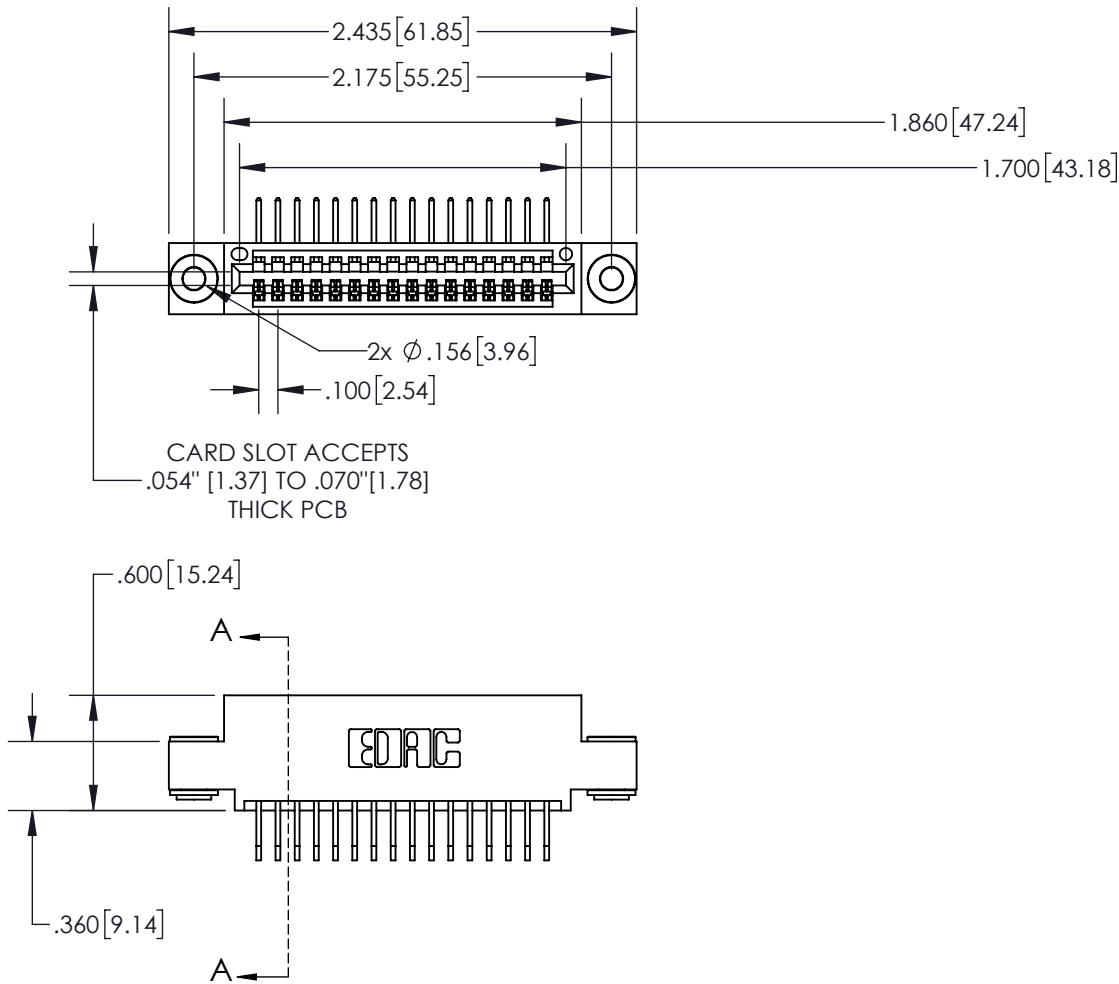 2.435[61.85]
2.175[55.25]
1.860[47.24]
1.700[43.18]
2x Ø .156[3.96]
.100[2.54]
CARD SLOT ACCEPTS
.054" [1.37] TO .070"[1.78]
THICK PCB
.600[15.24]
A
EDAC
.360[9.14]
A